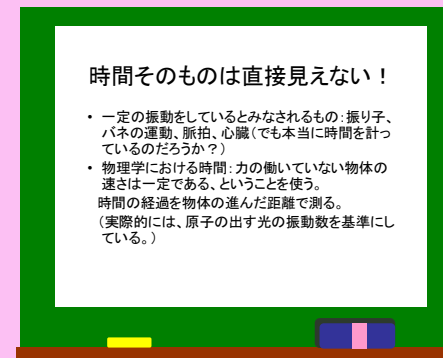 時間そのものは直接見えない！
• 一定の振動をしているとみなされるもの：振り子、
バネの運動、脈拍、心臓（でも本当に時間を計っ
ているのだろうか？）
• 物理学における時間：力の働いていない物体の
速さは一定である、ということを使う。
時間の経過を物体の進んだ距離で測る。
（実際的には、原子の出す光の振動数を基準にし
ている。）